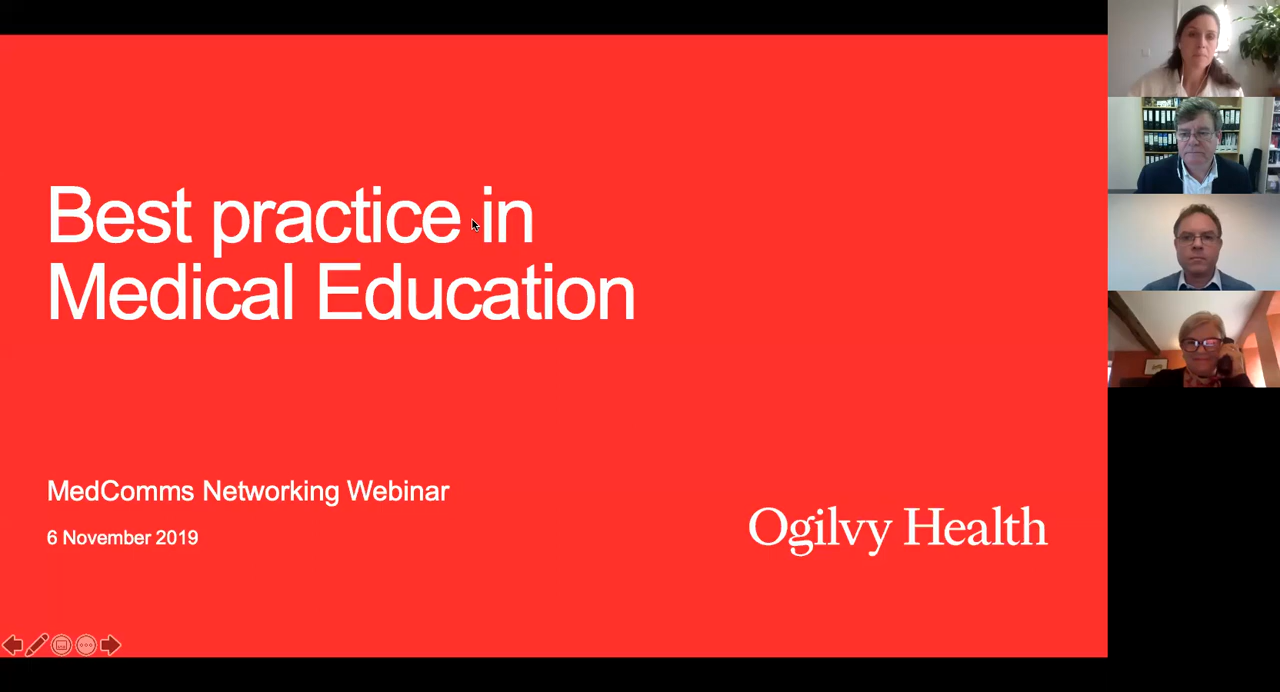 Best practice in
Medical Education
MedComms Networking Webinar
6 November 2019
Ogilvy Health